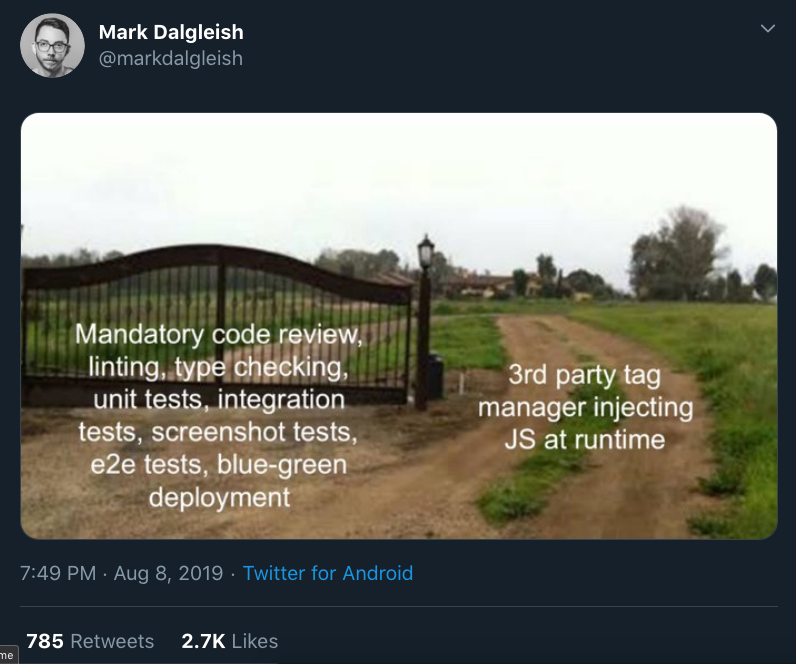 Mark Dalgleish
@markdalgleish
Mandatory code review,
linting, type checking,
unit tests, integration
tests, screenshot tests,
e2e tests, blue-green
deployment
3rd party tag
manager injecting
JS at runtime
7:49 PM · Aug 8, 2019 · Twitter for Android
785 Retweets 2.7K Likes
me